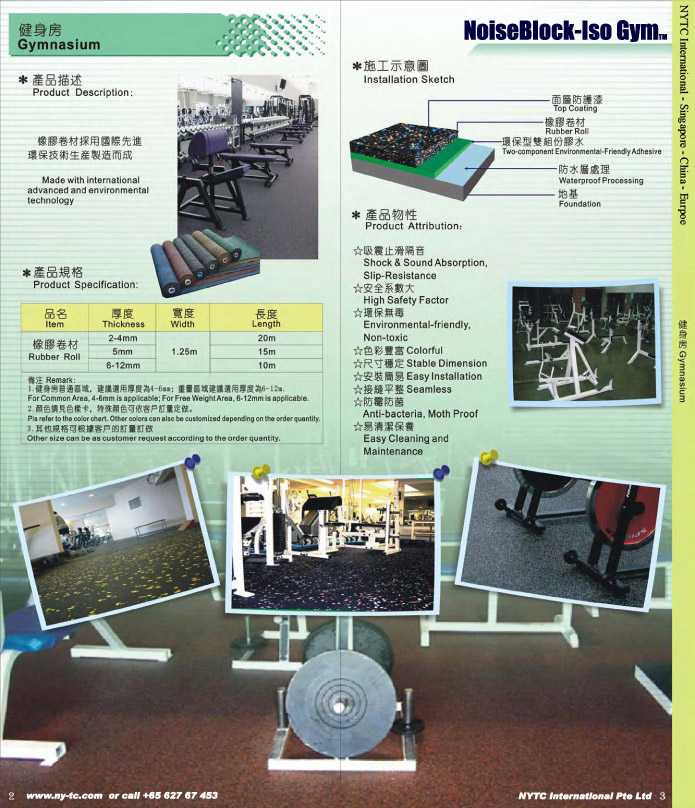 健身房
Gymnasium
NoiseBlock-Iso Gym™
NYTC International - Singarpore - China - Eurpoe
健身房 Gymnasium
* 產品描述
Product Description:
橡膠卷材採用國際先進
環保技術生產製造而成
Made with international
advanced and environmental
technology
* 產品規格
Product Specification:
品名 厚度 寬度 長度
Item Thickness Width Length
橡膠卷材
Rubber Roll
2-4mm 20m
5mm 1.25m 15m
6-12mm 10m
備注 Remark:
1.健身房普通區域，建議選用厚度為4-6mm；重量區域建議選用厚度為6-12m.
For Common Area, 4-6mm is applicable; For Free Weight Area, 6-12mm is applicable.
2.顏色請見色樣卡，特殊顏色可依客戶訂量定做。
Pls refer to the color chart. Other colors can also be customized depending on the order quantity.
3.其他規格可根據客戶的訂量訂做
Other size can be as customer request according to the order quantity.
* 施工示意圖
Installation Sketch
面層防護漆
Top Coating
橡膠卷材
Rubber Roll
環保型雙組份膠水
Two-component Environmental-Friendly Adhesive
防水層處理
Waterproof Processing
地基
Foundation
* 產品物性
Product Attribution:
☆吸震止滑隔音
Shock & Sound Absorption,
Slip-Resistance
☆安全系數大
High Safety Factor
☆環保無毒
Environmental-friendly,
Non-toxic
☆色彩豐富 Colorful
☆尺寸穩定 Stable Dimension
☆安裝簡易 Easy Installation
☆接縫平整 Seamless
☆防霉防菌
Anti-bacteria, Moth Proof
☆易清潔保養
Easy Cleaning and
Maintenance
2 www.ny-tc.com or call +65 627 67 453
NYTC International Pte Ltd 3